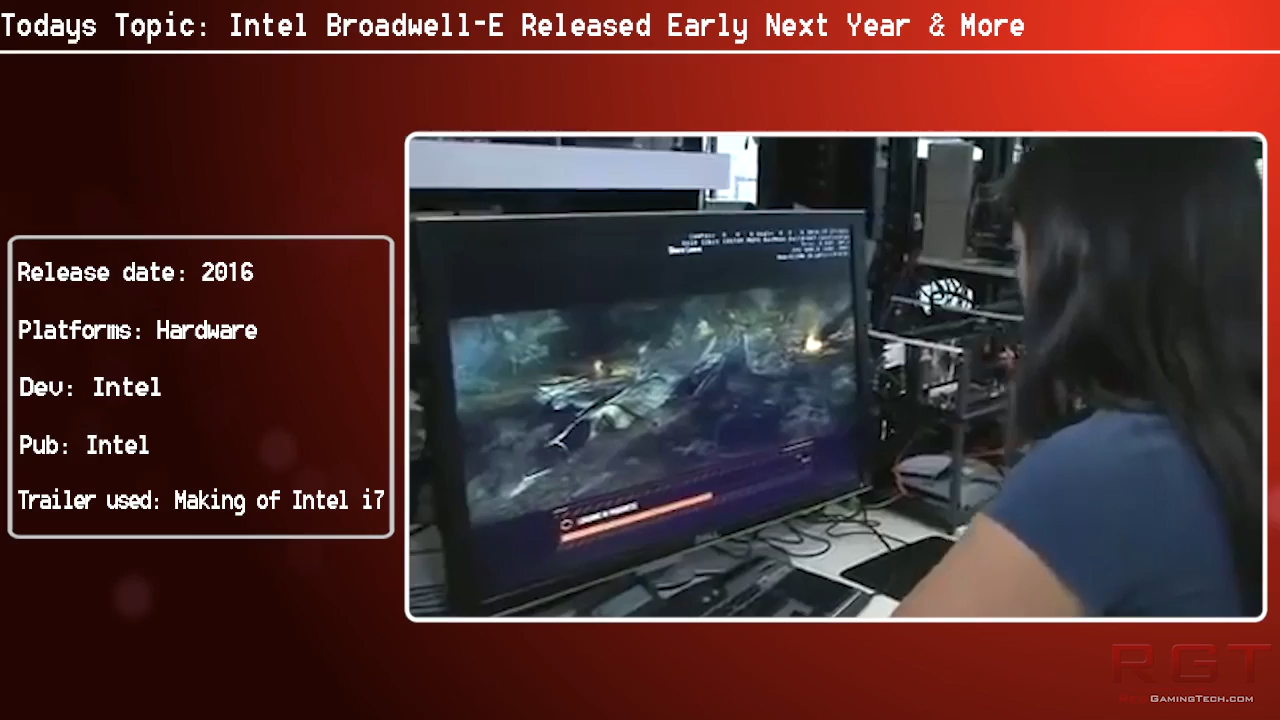 Todays Topic: Intel Broadwell-E Released Early Next Year & More
Release date: 2016
Platforms: Hardware
Dev: Intel
Pub: Intel
Trailer used: Making of Intel i7
DELL
RGT
RedGamingTech.com